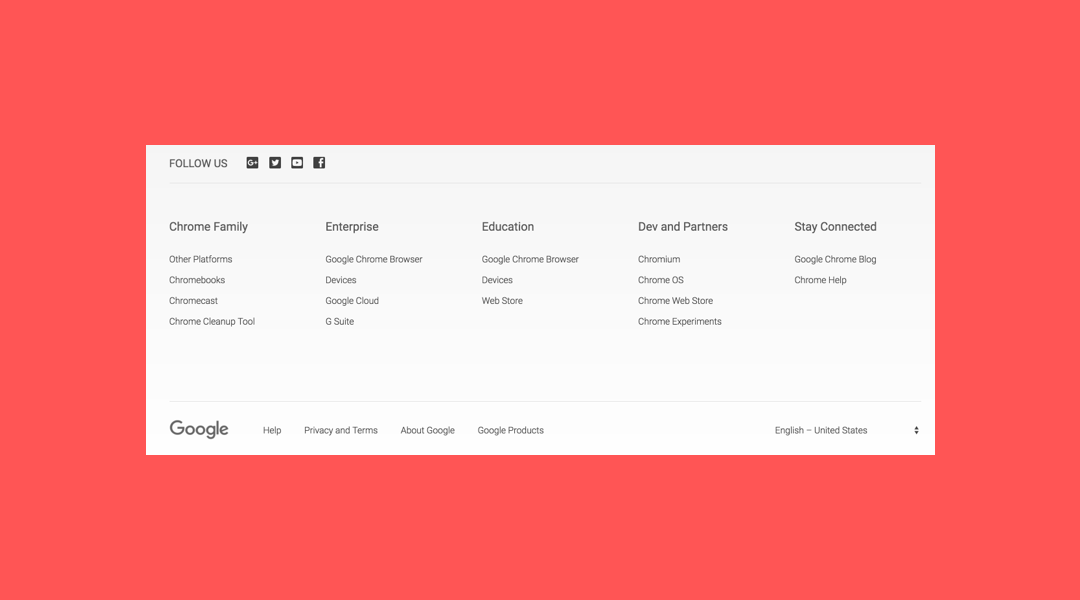 FOLLOW US
Chrome Family
Other Platforms
Chromebooks
Chromecast
Chrome Cleanup Tool
Enterprise
Google Chrome Browser
Devices
Google Cloud
G Suite
Education
Google Chrome Browser
Devices
Web Store
Dev and Partners
Chromium
Chrome OS
Chrome Web Store
Chrome Experiments
Stay Connected
Google Chrome Blog
Chrome Help
Google Help Privacy and Terms About Google Google Products English – United States